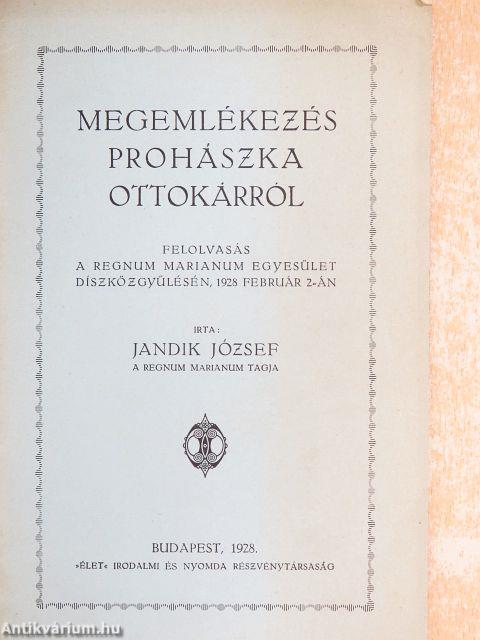 MEGEMLÉKEZÉS
PROHÁSZKA
OTTOKÁRRÓL
FELOLVASÁS
A REGNUM MARIANUM EGYESÜLET
DÍSZKÖZGYŰLÉSÉN, 1928 FEBRUÁR 2-ÁN
IRTA:
JANDIK JÓZSEF
A REGNUM MARIANUM TAGJA
BUDAPEST, 1928.
»ÉLET« IRODALMI ÉS NYOMDA RÉSZVÉNYTÁRSASÁG
Antikvárium.hu